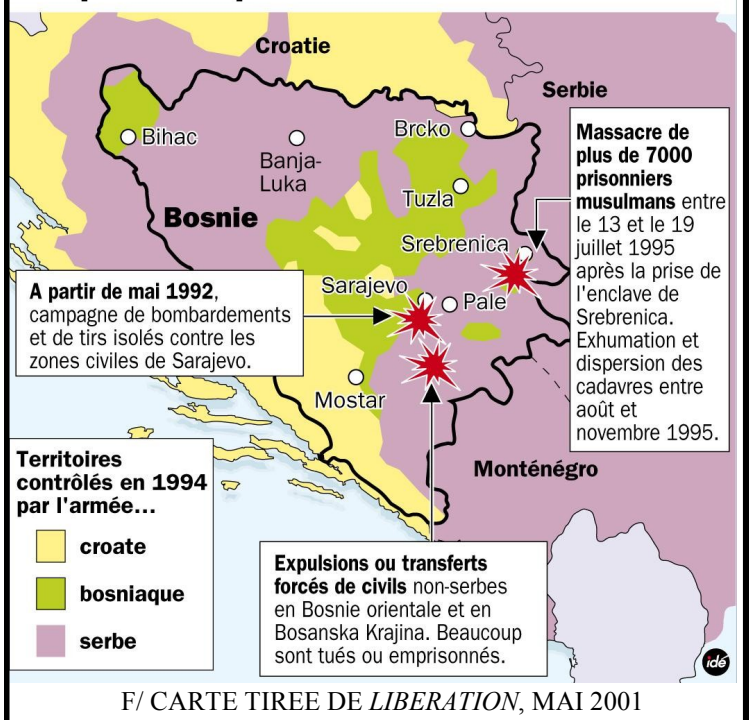 Croatie
Serbie
Bihac
Banja-
Luka
Brcko
Tuzla
Bosnie
Srebrenica
Sarajevo
Pale
Mostar
Monténégro
Massacre de
plus de 7000
prisonniers
musulmans entre
le 13 et le 19
juillet 1995
après la prise de
l'enclave de
Srebrenica.
Exhumation et
dispersion des
cadavres entre
août et
novembre 1995.
A partir de mai 1992,
campagne de bombardements
et de tirs isolés contre les
zones civiles de Sarajevo.
Territoires
contrôlés en 1994
par l'armée...
croate
bosniaque
serbe
Expulsions ou transferts
forcés de civils non-serbes
en Bosnie orientale et en
Bosanska Krajina. Beaucoup
sont tués ou emprisonnés.
idé
F/ CARTE TIREE DE LIBERATION, MAI 2001